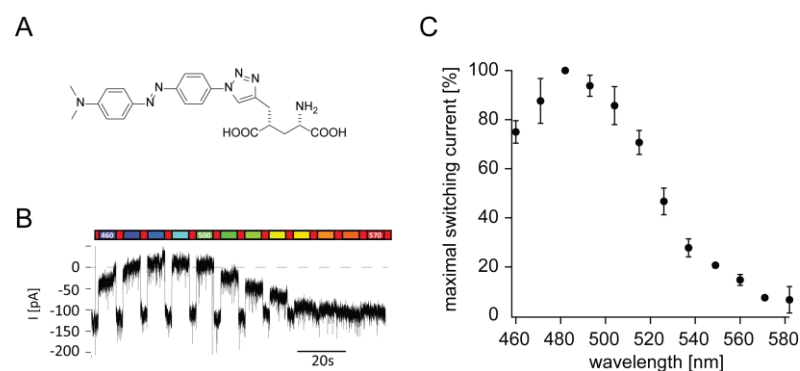 A
C
N
N
N
N
N
N
NH₂
HOOC
COOH
B
460
500
570
0
-50
-100
-150
-200
I [pA]
20s
100
80
60
40
20
0
maximal switching current [%]
460 480 500 520 540 560 580
wavelength [nm]